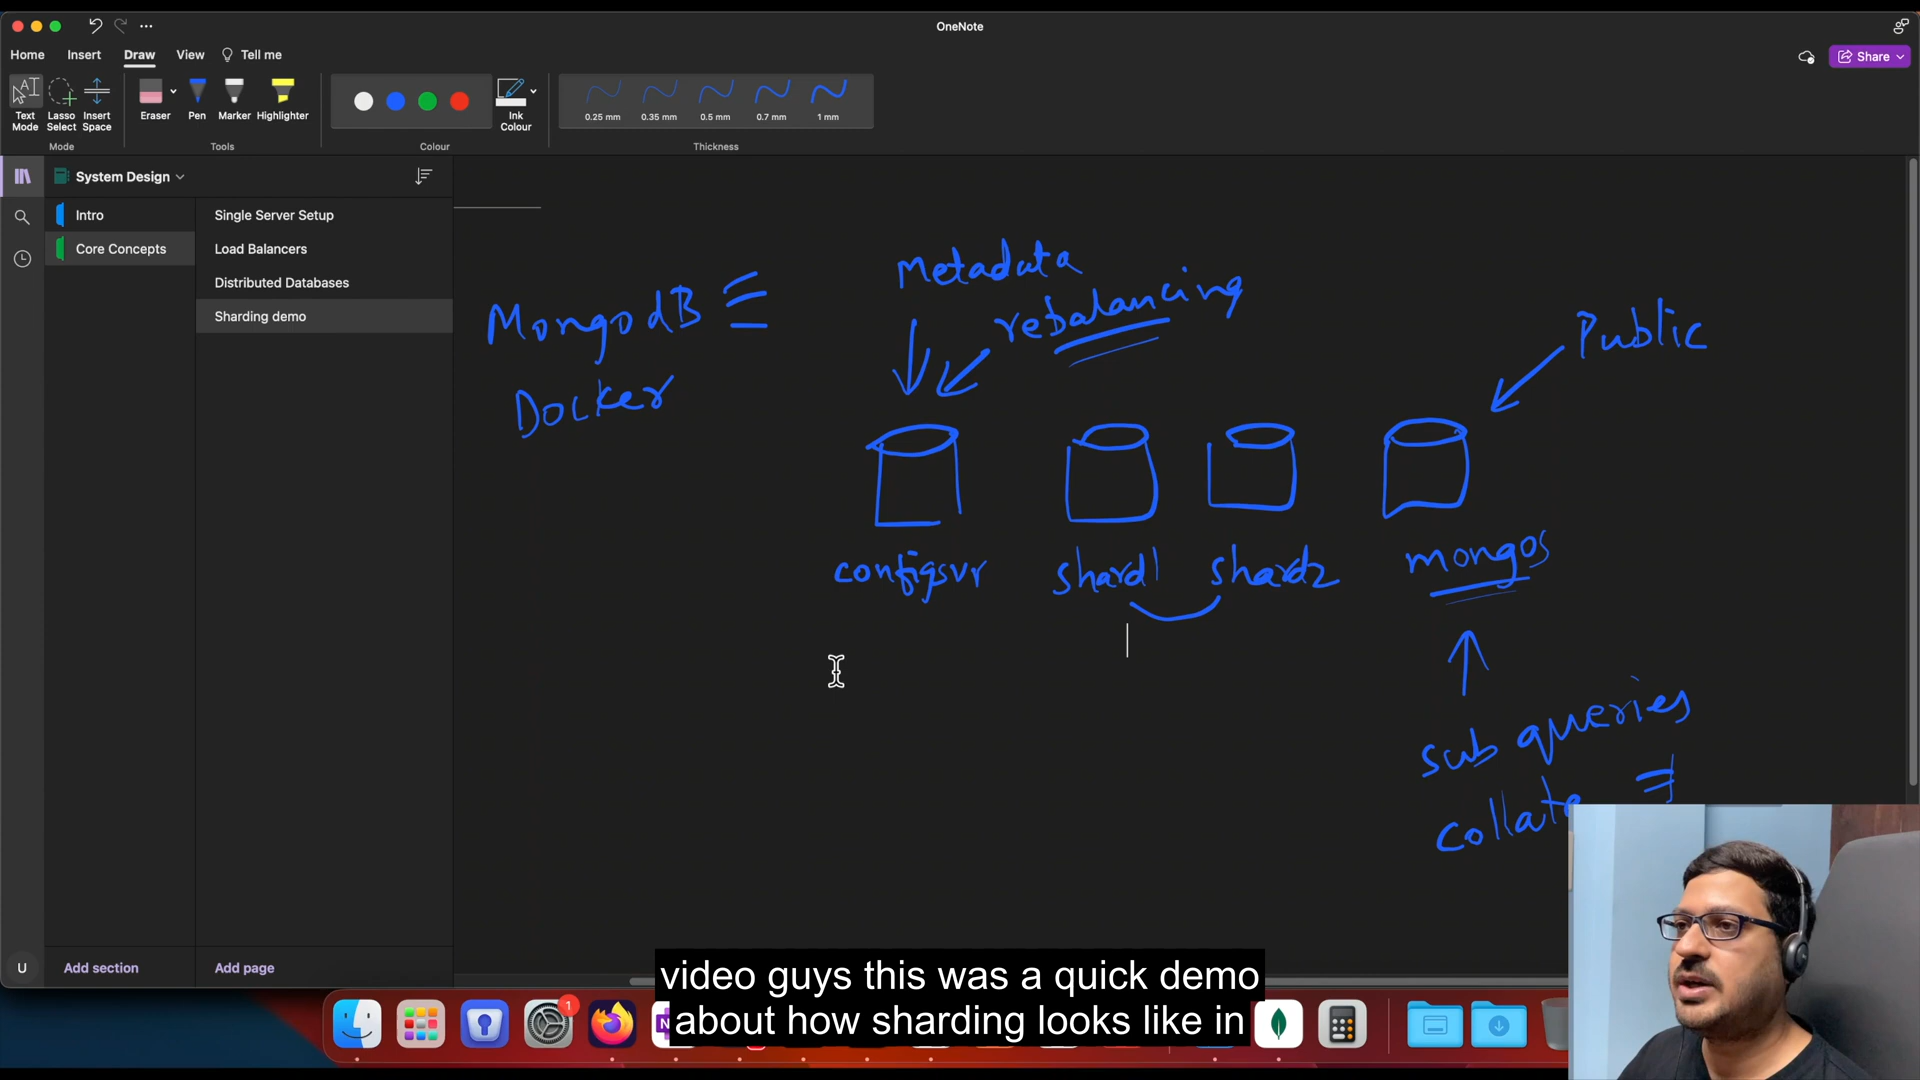 OneNote
Home Insert Draw View Tell me
Share
Text Mode
Lasso Select
Insert Space
Eraser
Pen
Marker
Highlighter
Ink Colour
0.25 mm
0.35 mm
0.5 mm
0.7 mm
1 mm
Mode
Tools
Colour
Thickness
System Design
Intro
Core Concepts
Single Server Setup
Load Balancers
Distributed Databases
Sharding demo
MongodB
Docker
Metadata
rebalancing
Public
configsvr
shard1
shard2
mongos
sub queries
collate
U
Add section
Add page
1
N
video guys this was a quick demo
about how sharding looks like in